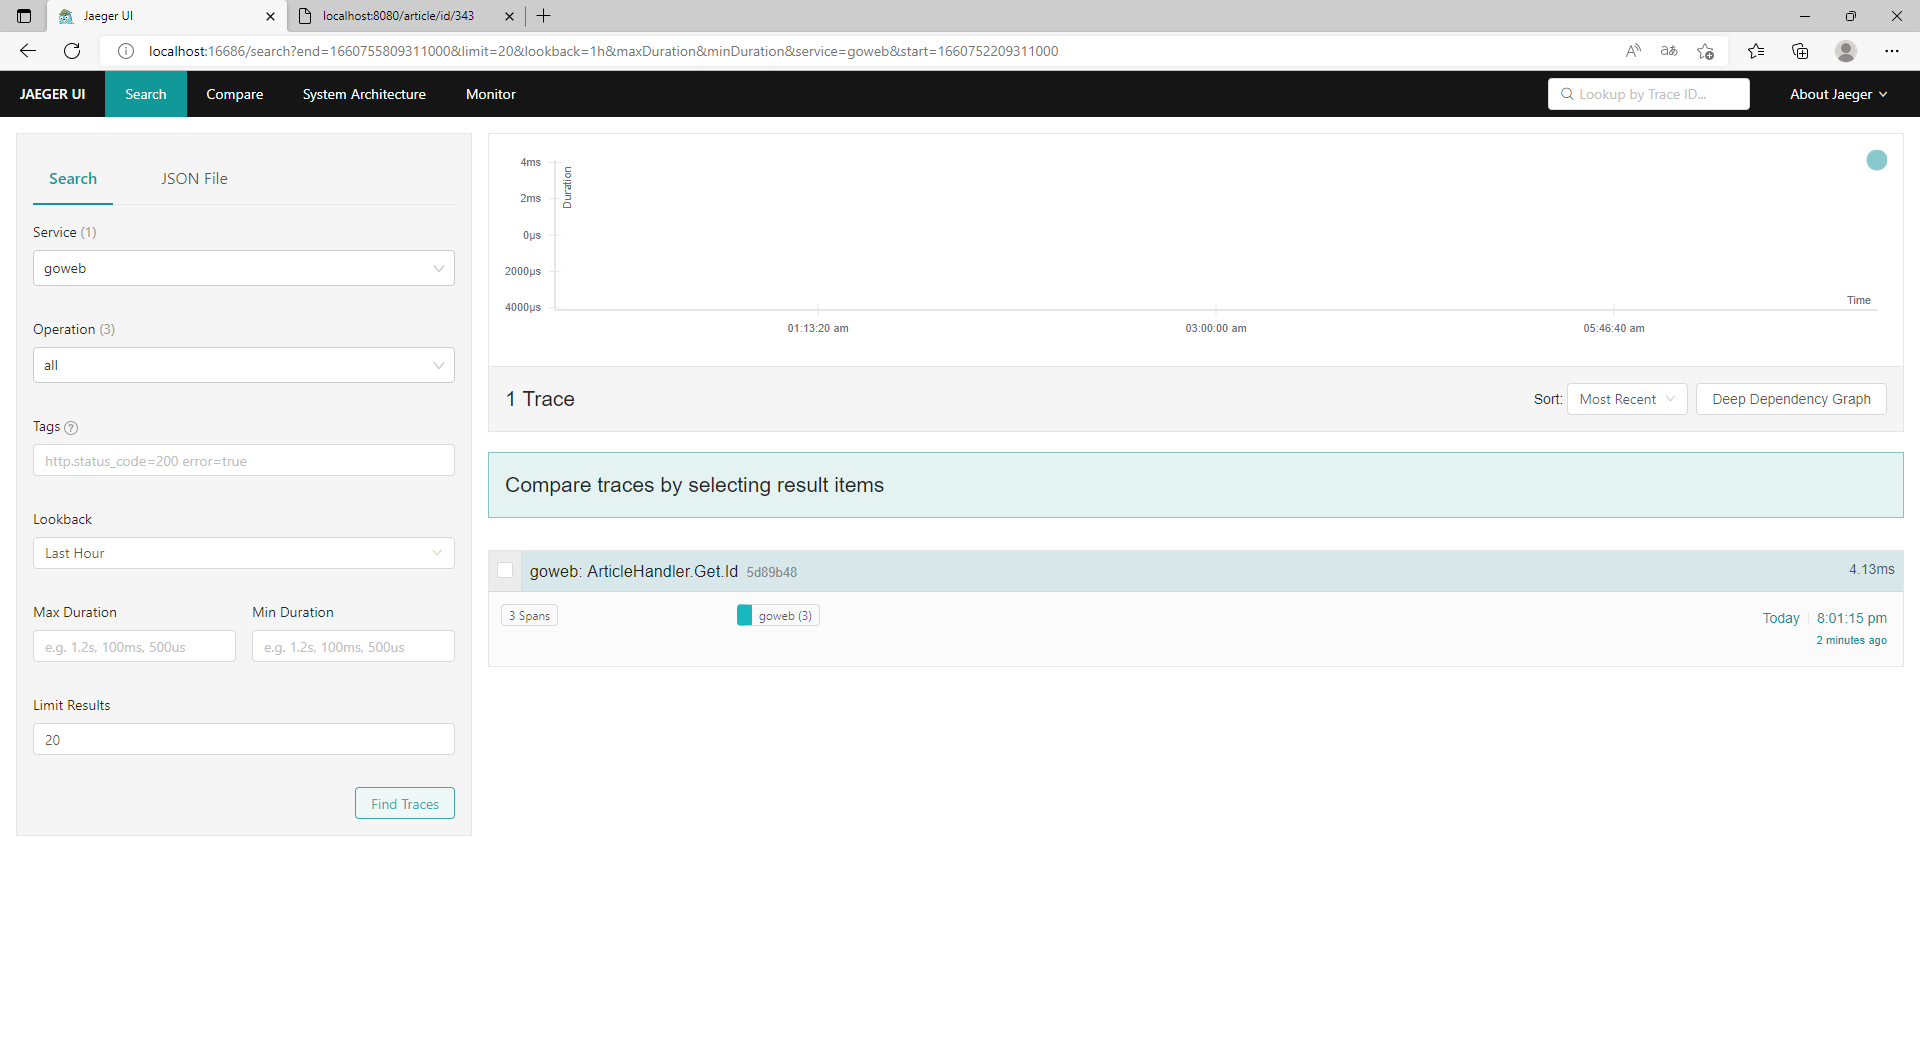 Jaeger UI
localhost:8080/article/id/343
localhost:16686/search?end=1660755809311000&limit=20&lookback=1h&maxDuration&minDuration&service=goweb&start=1660752209311000
JAEGER UI
Search
Compare
System Architecture
Monitor
Lookup by Trace ID...
About Jaeger
Search
JSON File
Service (1)
goweb
Operation (3)
all
Tags
http.status_code=200 error=true
Lookback
Last Hour
Max Duration
Min Duration
e.g. 1.2s, 100ms, 500us
e.g. 1.2s, 100ms, 500us
Limit Results
20
Find Traces
4ms
2ms
0μs
2000μs
4000μs
Duration
Time
01:13:20 am
03:00:00 am
05:46:40 am
1 Trace
Sort:
Most Recent
Deep Dependency Graph
Compare traces by selecting result items
goweb: ArticleHandler.Get.Id 5d89b48
4.13ms
3 Spans
goweb (3)
Today
8:01:15 pm
2 minutes ago